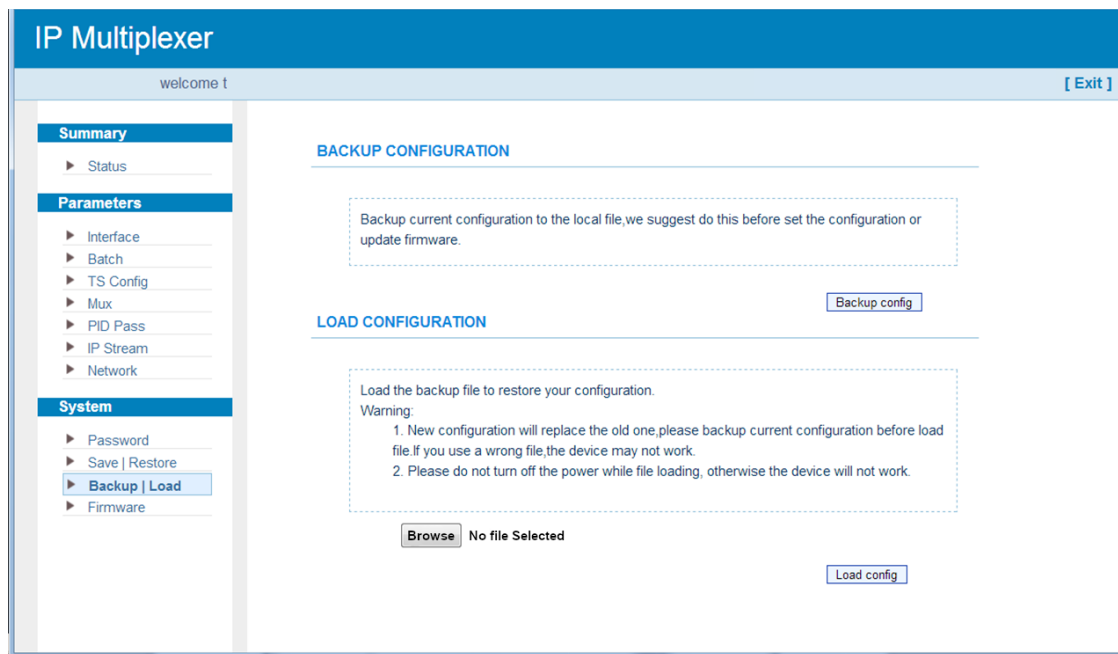 IP Multiplexer
welcome t
[ Exit ]
Summary
Status
Parameters
Interface
Batch
TS Config
Mux
PID Pass
IP Stream
Network
System
Password
Save | Restore
Backup | Load
Firmware
BACKUP CONFIGURATION
Backup current configuration to the local file,we suggest do this before set the configuration or
update firmware.
Backup config
LOAD CONFIGURATION
Load the backup file to restore your configuration.
Warning:
1. New configuration will replace the old one,please backup current configuration before load
file.If you use a wrong file,the device may not work.
2. Please do not turn off the power while file loading, otherwise the device will not work.
Browse No file Selected
Load config